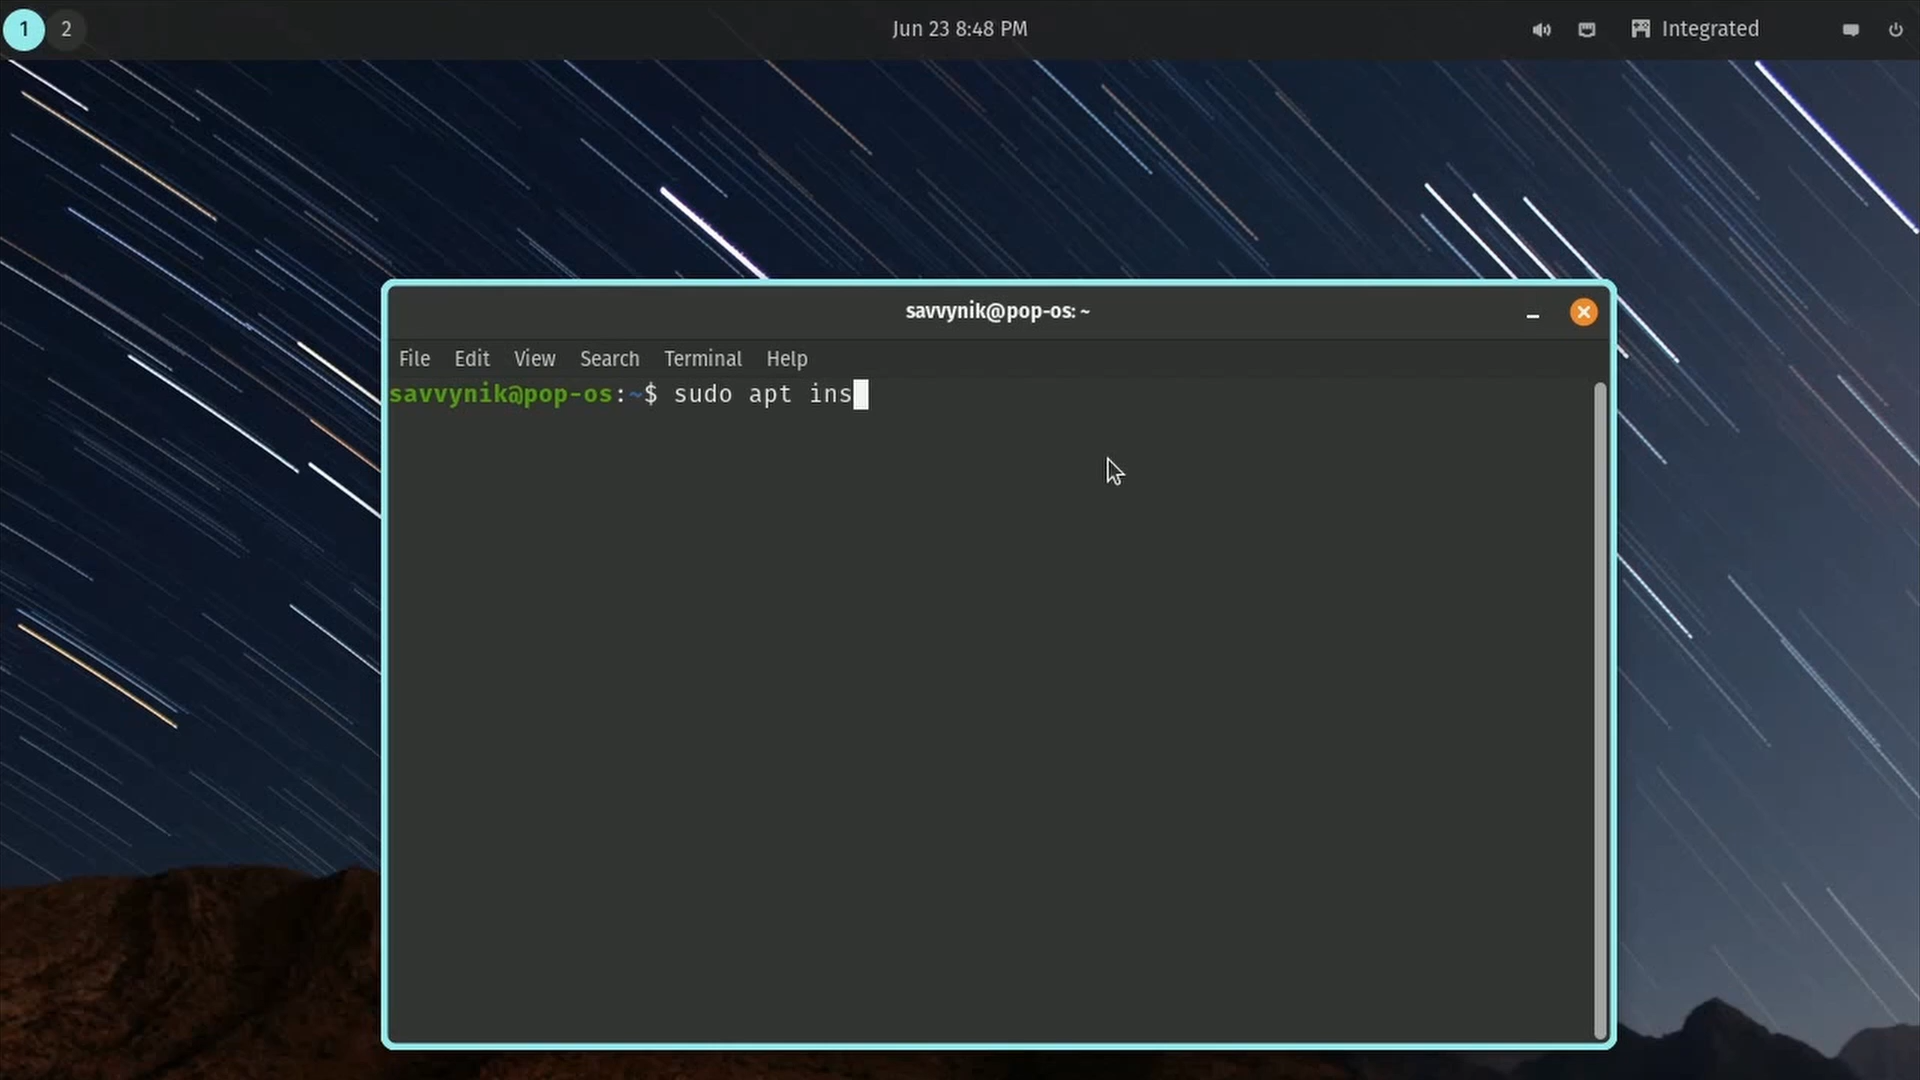 1 2 Jun 23 8:48 PM Integrated
savvynik@pop-os: ~
File Edit View Search Terminal Help
savvynik@pop-os:~$ sudo apt ins